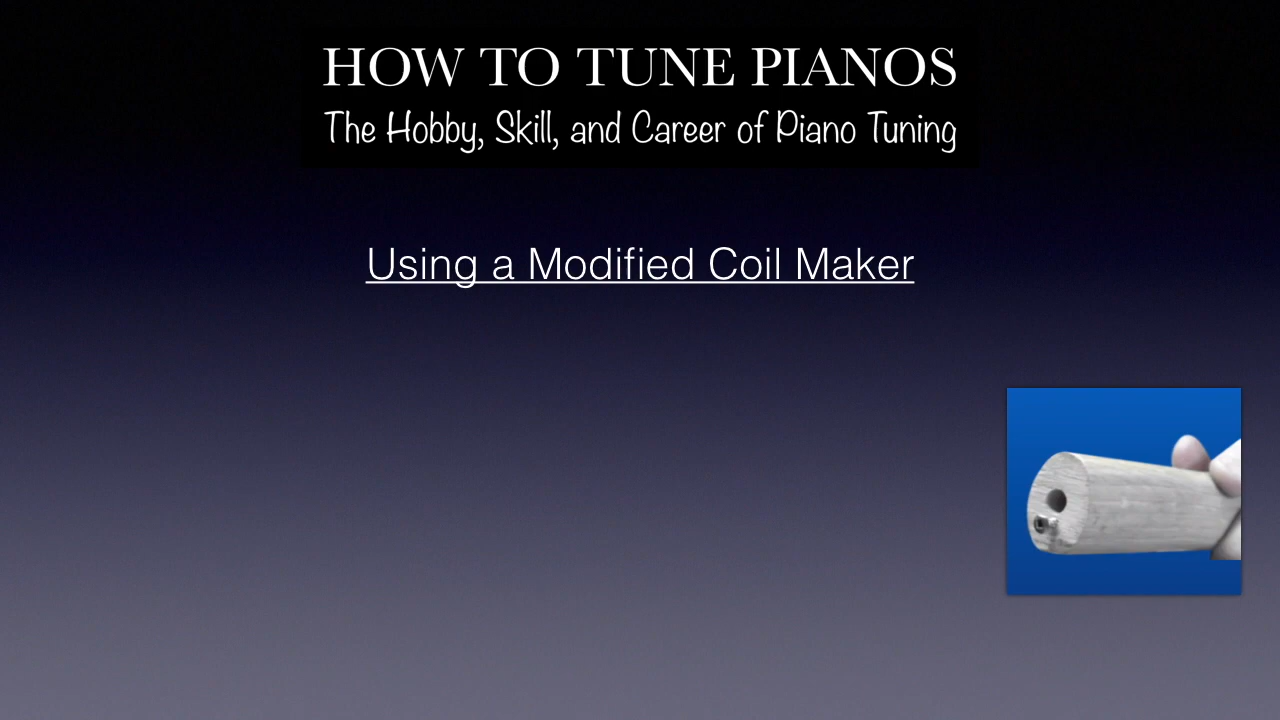 HOW TO TUNE PIANOS
The Hobby, Skill, and Career of Piano Tuning
Using a Modified Coil Maker